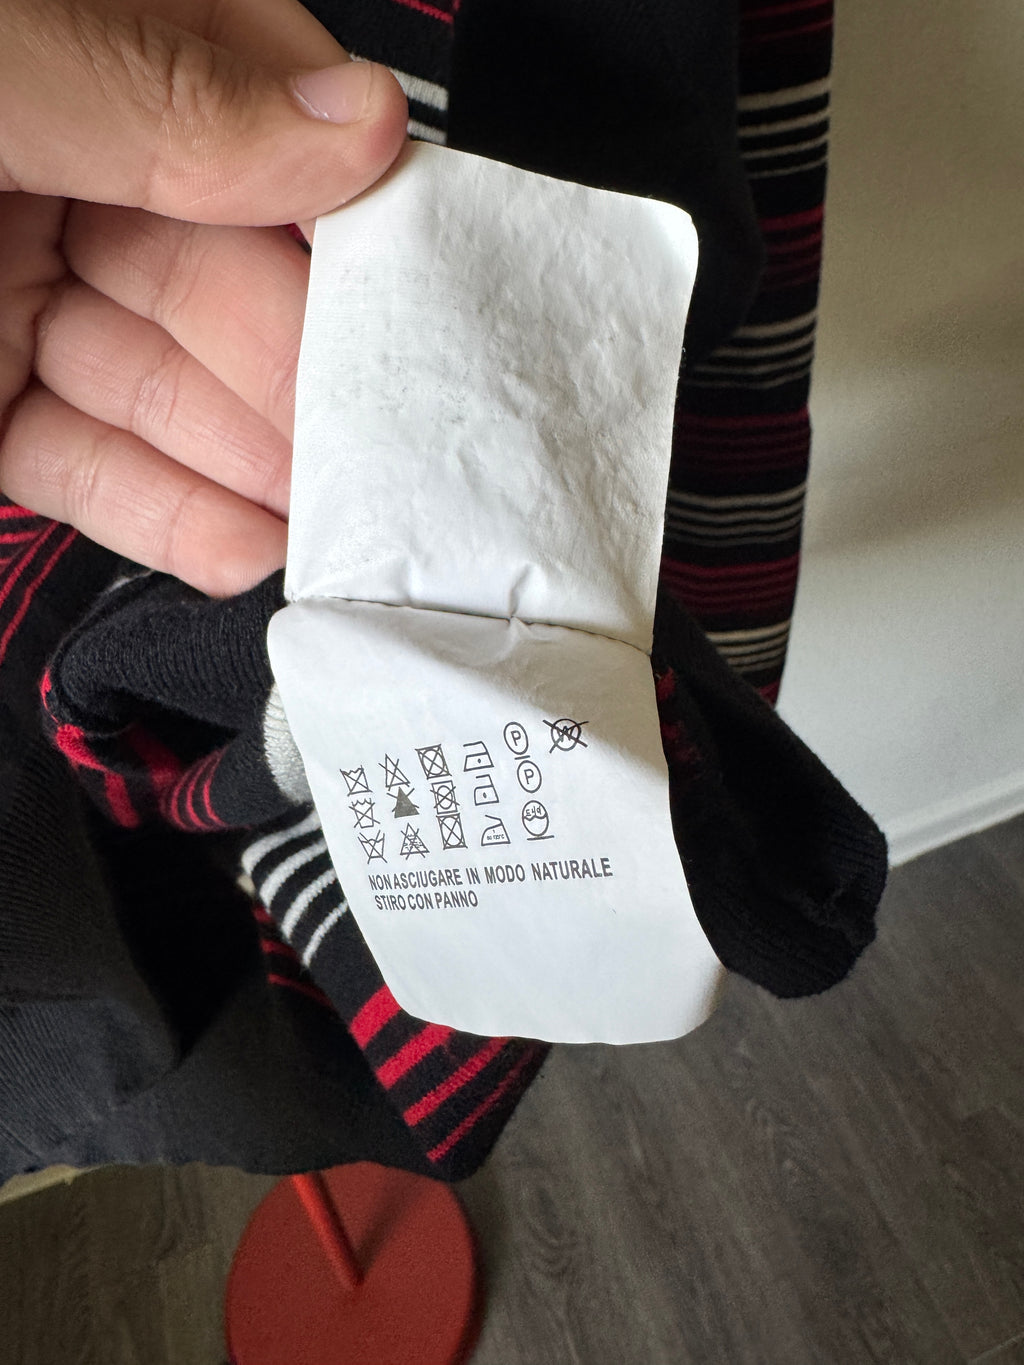 P W
P
NON ASCIUGARE IN MODO NATURALE
STIRO CON PANNO